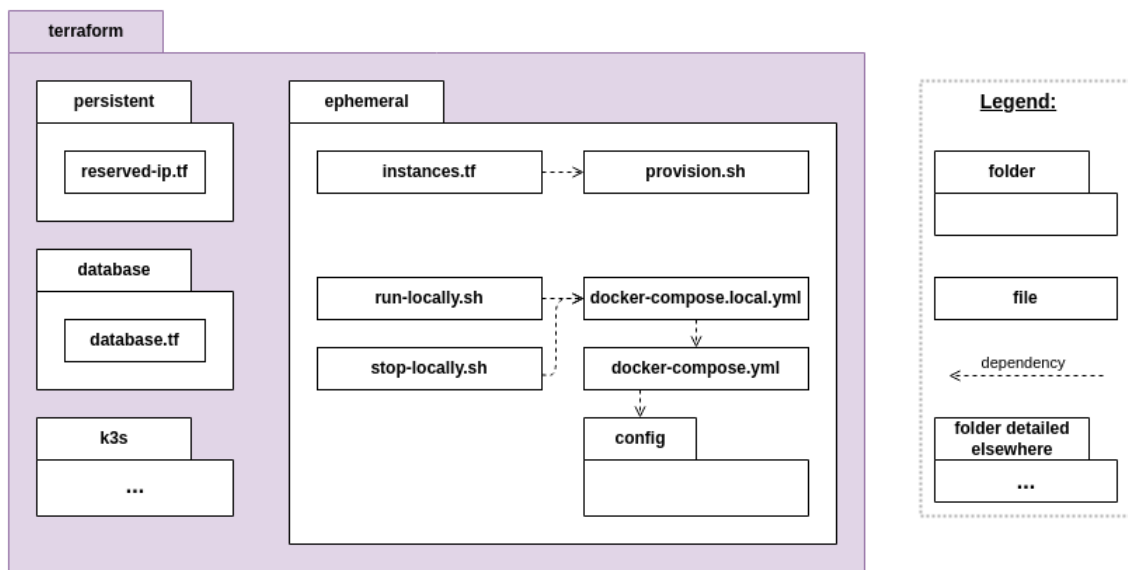 terraform
persistent
reserved-ip.tf
database
database.tf
k3s
...
ephemeral
instances.tf
provision.sh
run-locally.sh
docker-compose.local.yml
stop-locally.sh
docker-compose.yml
config
Legend:
folder
file
dependency
folder detailed
elsewhere
...